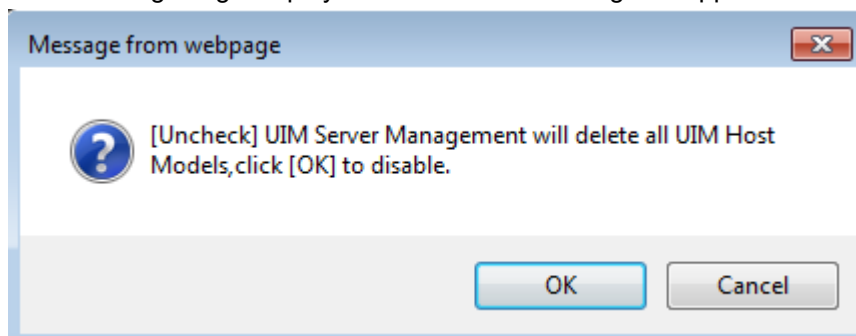 Message from webpage
[Uncheck] UIM Server Management will delete all UIM Host
Models,click [OK] to disable.
OK
Cancel